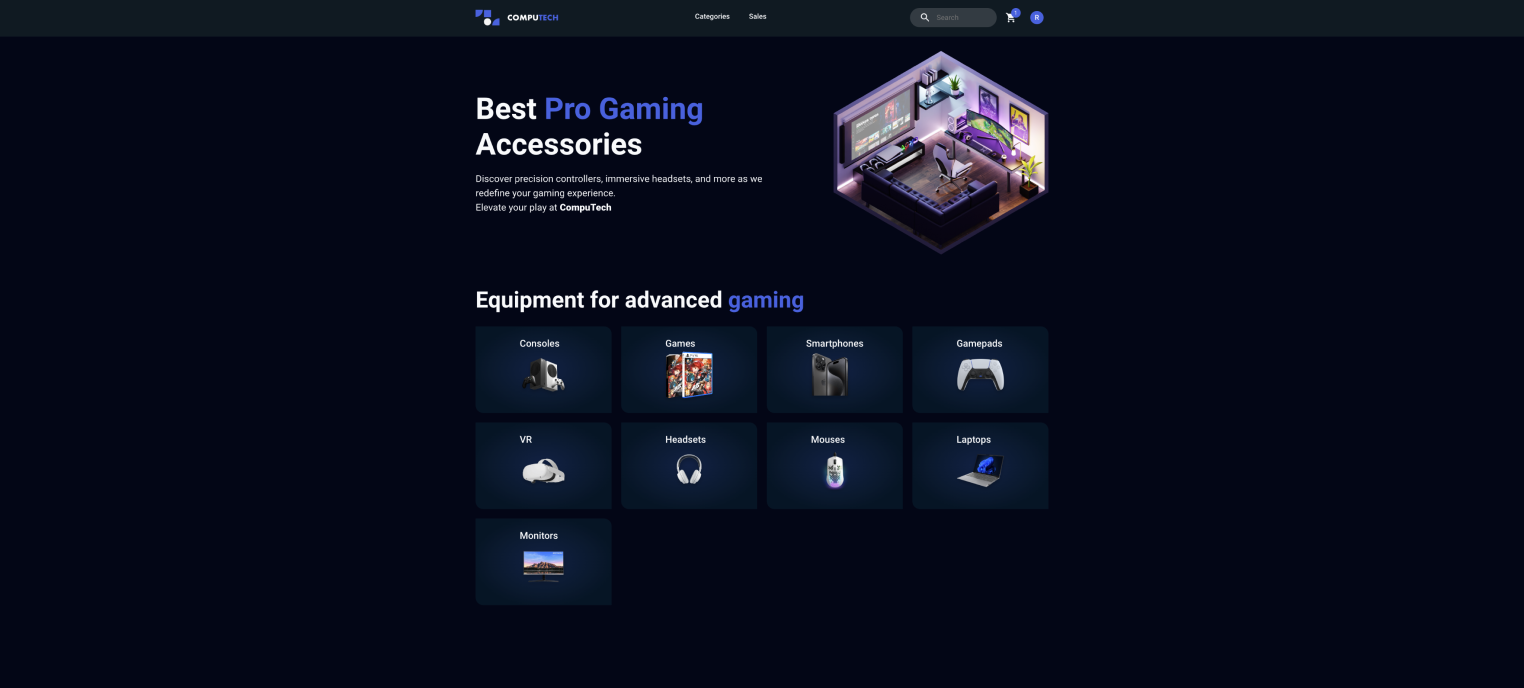 COMPUTECH
Categories
Sales
Search
1
R
Best Pro Gaming
Accessories
Discover precision controllers, immersive headsets, and more as we
redefine your gaming experience.
Elevate your play at CompuTech
Equipment for advanced gaming
Consoles
Games
Smartphones
Gamepads
VR
Headsets
Mouses
Laptops
Monitors